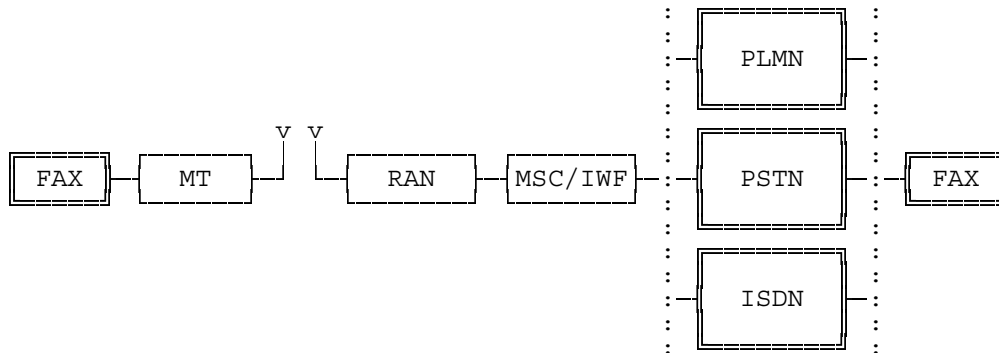 PLMN
v v
FAX MT RAN MSC/IWF PSTN FAX
ISDN